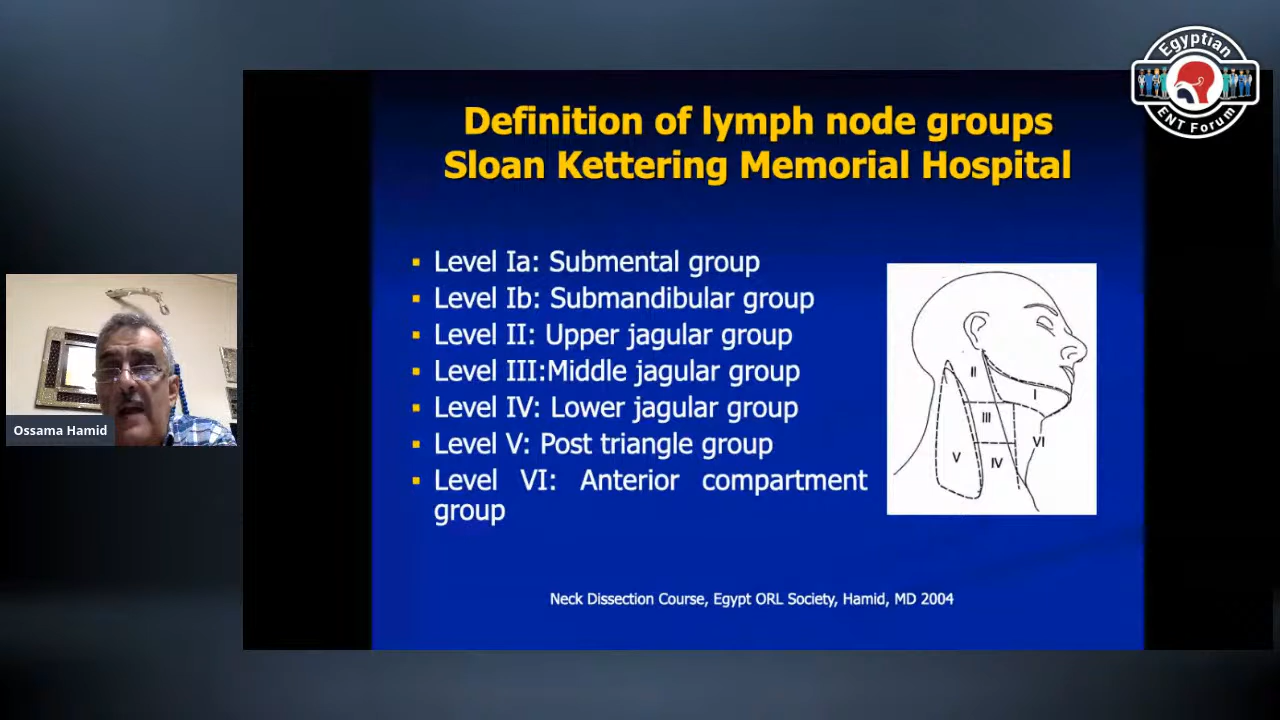 Egyptian
ENT Forum
Definition of lymph node groups
Sloan Kettering Memorial Hospital
Level Ia: Submental group
Level Ib: Submandibular group
Level II: Upper jagular group
Level III:Middle jagular group
Level IV: Lower jagular group
Level V: Post triangle group
Level VI: Anterior compartment
group
II
I
III
VI
V
IV
Ossama Hamid
Neck Dissection Course, Egypt ORL Society, Hamid, MD 2004